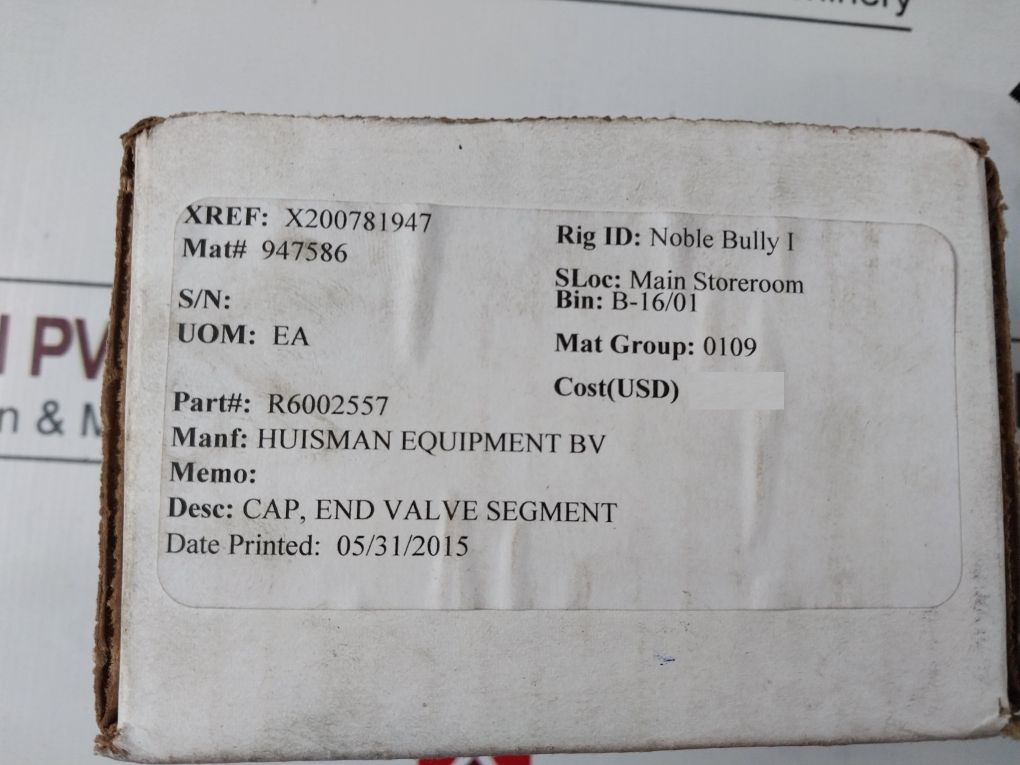 XREF: X200781947
Mat# 947586
S/N:
UOM: EA
Part#: R6002557
Manf: HUISMAN EQUIPMENT BV
Memo:
Desc: CAP, END VALVE SEGMENT
Date Printed: 05/31/2015
Rig ID: Noble Bully I
SLoc: Main Storeroom
Bin: B-16/01
Mat Group: 0109
Cost(USD)
PV
n & M